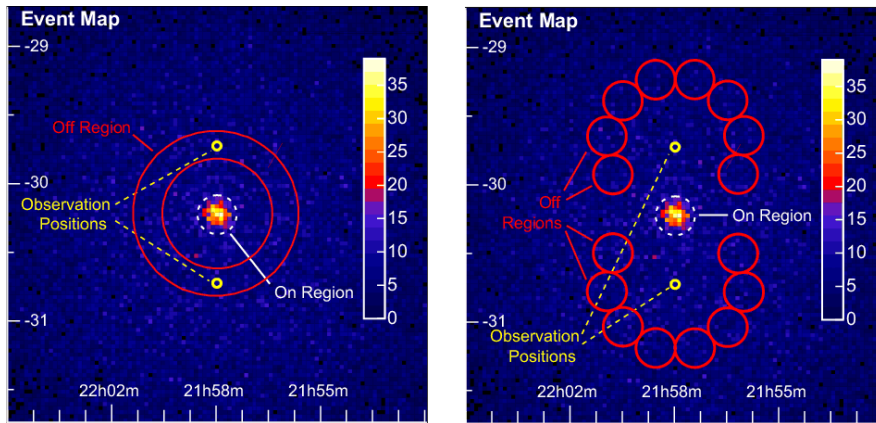 Event Map
-29
-30
-31
Off Region
Observation
Positions
On Region
35
30
25
20
15
10
5
0
22h02m
21h58m
21h55m
Event Map
-29
-30
-31
Off
Regions
On Region
Observation
Positions
35
30
25
20
15
10
5
0
22h02m
21h58m
21h55m